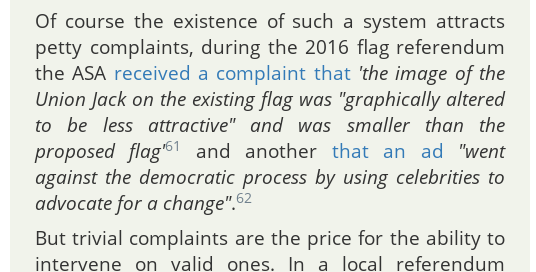 Of course the existence of such a system attracts
petty complaints, during the 2016 flag referendum
the ASA received a complaint that 'the image of the
Union Jack on the existing flag was "graphically altered
to be less attractive" and was smaller than the
proposed flag'61 and another that an ad "went
against the democratic process by using celebrities to
advocate for a change".62
But trivial complaints are the price for the ability to
intervene on valid ones. In a local referendum